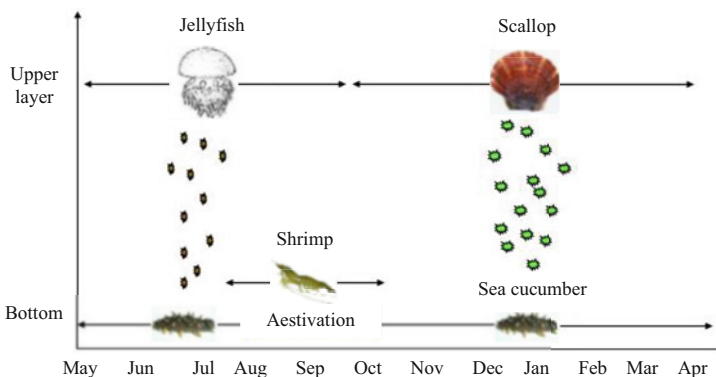 Jellyfish
Scallop
Upper
layer
Shrimp
Sea cucumber
Bottom
Aestivation
May Jun Jul Aug Sep Oct Nov Dec Jan Feb Mar Apr